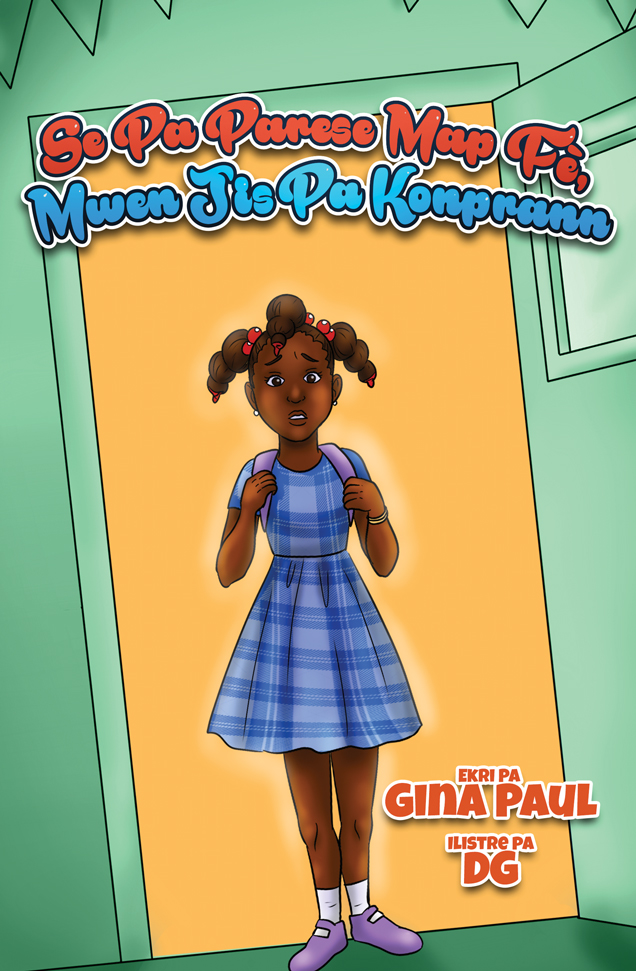 Se Pa Parese Map Fè,
Mwen Jis Pa Konprann
EKRI PA
GINA PAUL
ILISTRE PA
DG